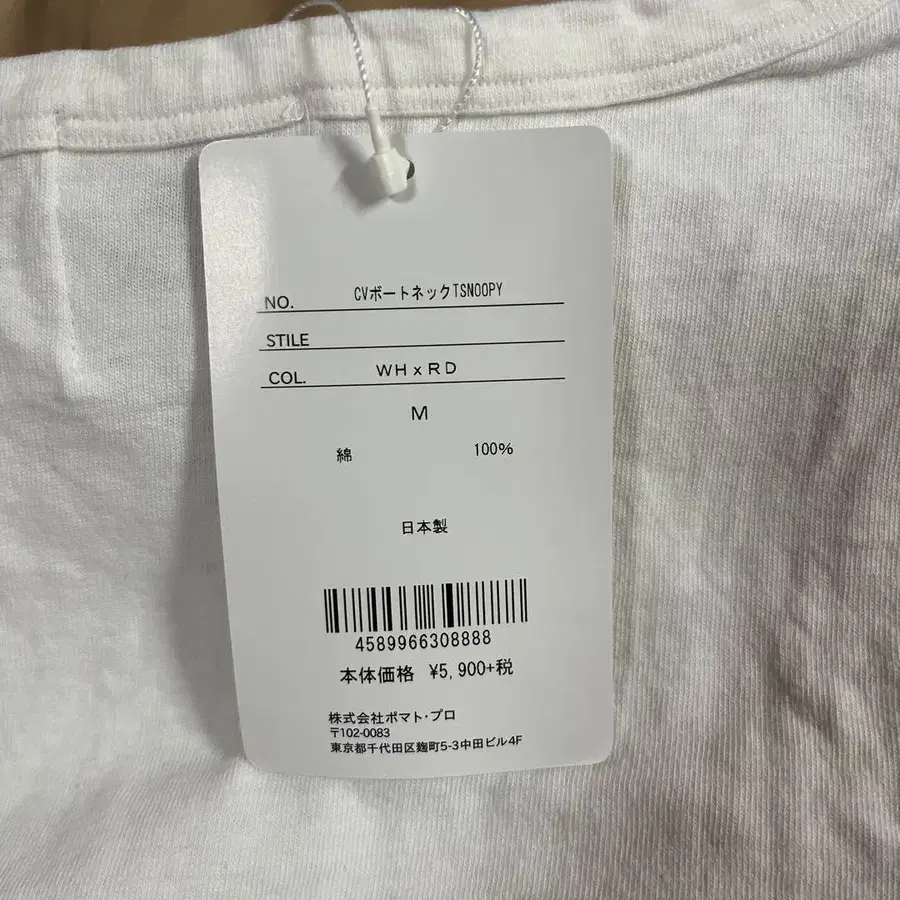 NO. CVボートネックTSNOOPY
STILE
COL. WHxRD
M
綿 100%
日本製
4589966308888
本体価格 ¥5,900+税
株式会社ポマト・プロ
〒102-0083
東京都千代田区麹町5-3中田ビル4F